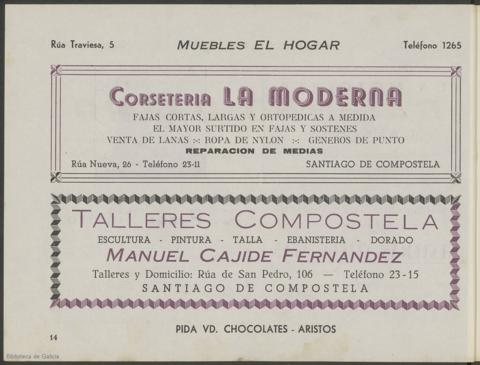 Rúa Traviesa, 5 MUEBLES EL HOGAR Teléfono 1265
CORSETERIA LA MODERNA
FAJAS CORTAS, LARGAS Y ORTOPEDICAS A MEDIDA
EL MAYOR SURTIDO EN FAJAS Y SOSTENES
VENTA DE LANAS :-: ROPA DE NYLON :-: GENEROS DE PUNTO
REPARACION DE MEDIAS
Rúa Nueva, 26 - Teléfono 23-11 SANTIAGO DE COMPOSTELA
TALLERES COMPOSTELA
ESCULTURA - PINTURA - TALLA - EBANISTERIA - DORADO
MANUEL CAJIDE FERNANDEZ
Talleres y Domicilio: Rúa de San Pedro, 106 — Teléfono 23-15
SANTIAGO DE COMPOSTELA
PIDA VD. CHOCOLATES - ARISTOS
14
Biblioteca de Galicia